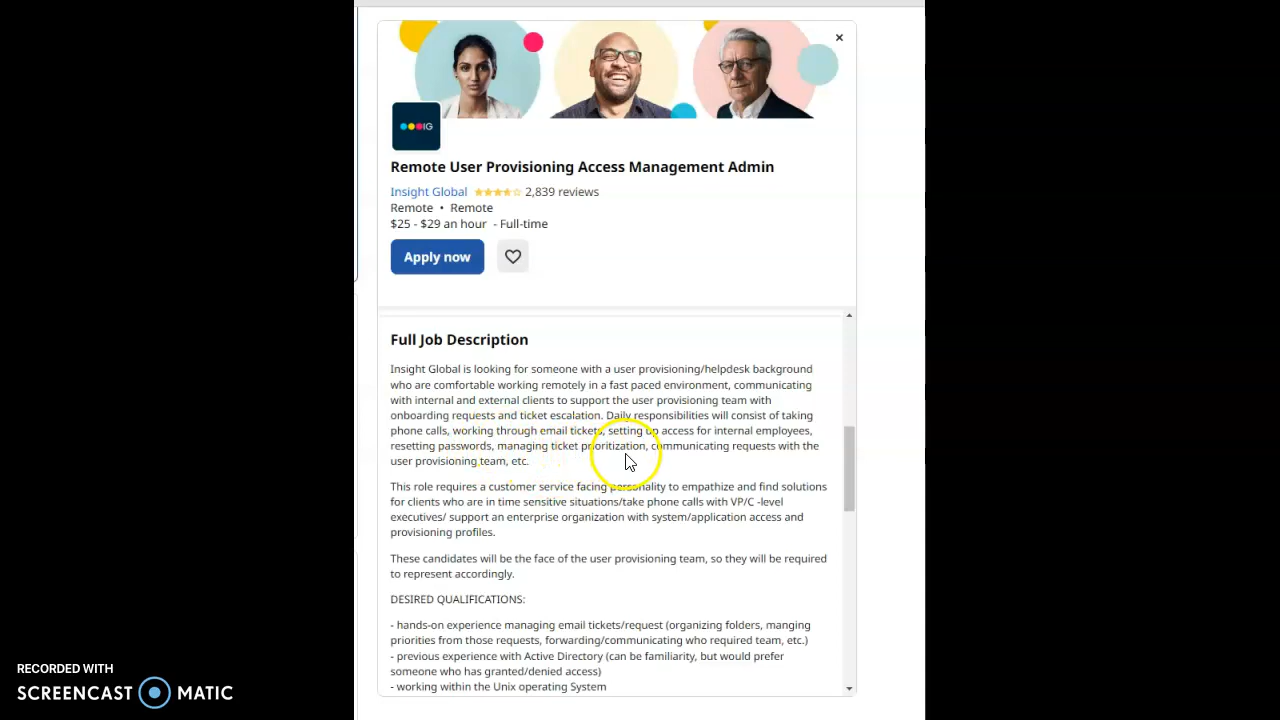 IG
×
Remote User Provisioning Access Management Admin
Insight Global ★★★★☆ 2,839 reviews
Remote • Remote
$25 - $29 an hour - Full-time
Apply now
Full Job Description
Insight Global is looking for someone with a user provisioning/helpdesk background
who are comfortable working remotely in a fast paced environment, communicating
with internal and external clients to support the user provisioning team with
onboarding requests and ticket escalation. Daily responsibilities will consist of taking
phone calls, working through email tickets, setting up access for internal employees,
resetting passwords, managing ticket prioritization, communicating requests with the
user provisioning team, etc.
This role requires a customer service facing personality to empathize and find solutions
for clients who are in time sensitive situations/take phone calls with VP/C -level
executives/ support an enterprise organization with system/application access and
provisioning profiles.
These candidates will be the face of the user provisioning team, so they will be required
to represent accordingly.
DESIRED QUALIFICATIONS:
- hands-on experience managing email tickets/request (organizing folders, manging
priorities from those requests, forwarding/communicating who required team, etc.)
- previous experience with Active Directory (can be familiarity, but would prefer
someone who has granted/denied access)
- working within the Unix operating System
RECORDED WITH
SCREENCAST MATIC